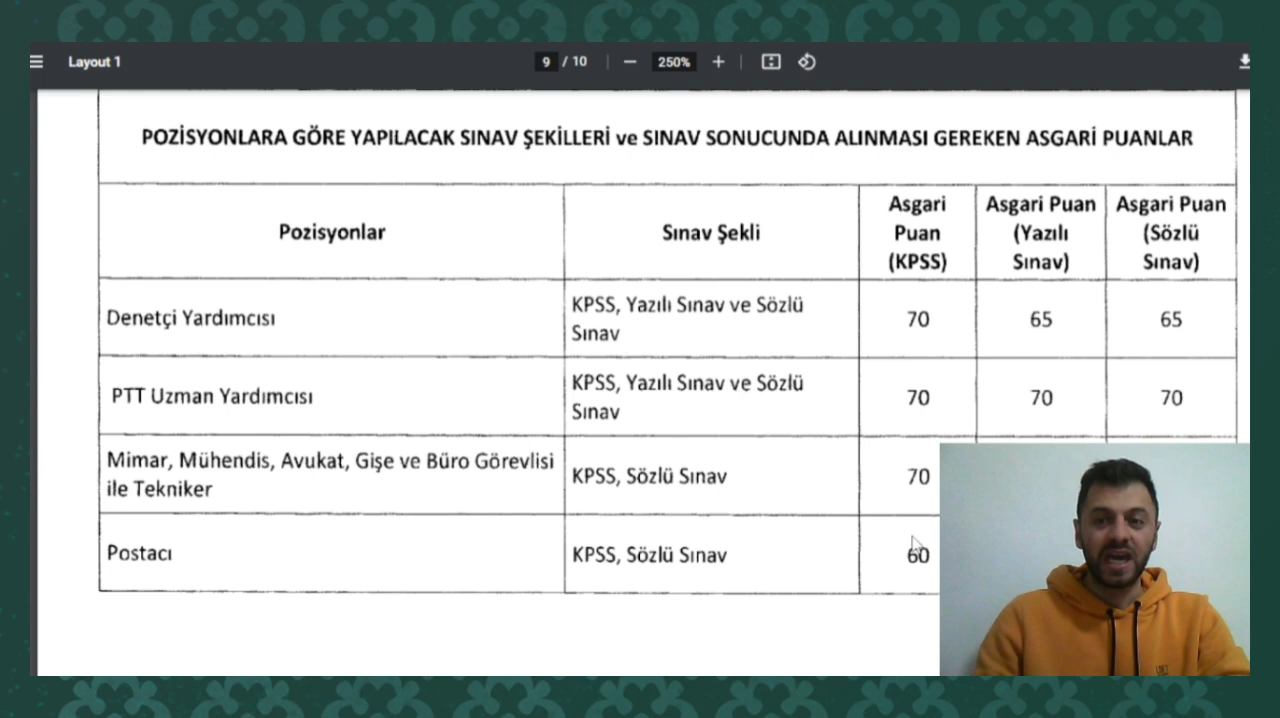 Layout 1
9 / 10
250%
POZİSYONLARA GÖRE YAPILACAK SINAV ŞEKİLLERİ ve SINAV SONUCUNDA ALINMASI GEREKEN ASGARİ PUANLAR
Pozisyonlar
Sınav Şekli
Asgari
Puan
(KPSS)
Asgari Puan
(Yazılı
Sınav)
Asgari Puan
(Sözlü
Sınav)
Denetçi Yardımcısı
KPSS, Yazılı Sınav ve Sözlü
Sınav
70
65
65
PTT Uzman Yardımcısı
KPSS, Yazılı Sınav ve Sözlü
Sınav
70
70
70
Mimar, Mühendis, Avukat, Gişe ve Büro Görevlisi
ile Tekniker
KPSS, Sözlü Sınav
70
Postacı
KPSS, Sözlü Sınav
60